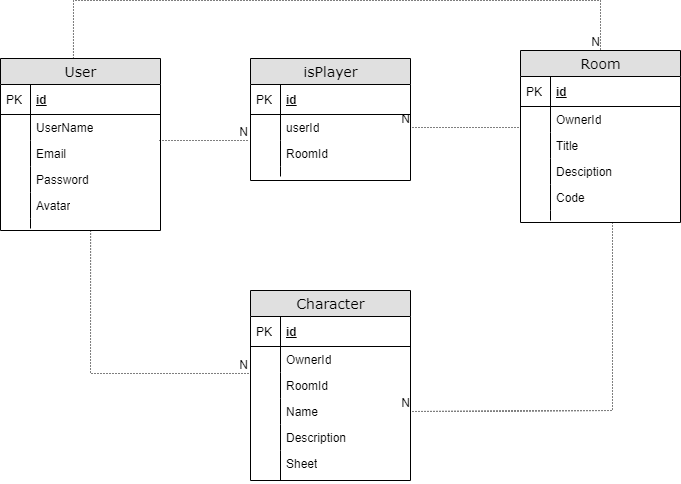 N
User
PK id
UserName
Email
Password
Avatar
N
isPlayer
PK id
userId
RoomId
N
Room
PK id
OwnerId
Title
Desciption
Code
N
Character
PK id
OwnerId
RoomId
Name
Description
Sheet
N